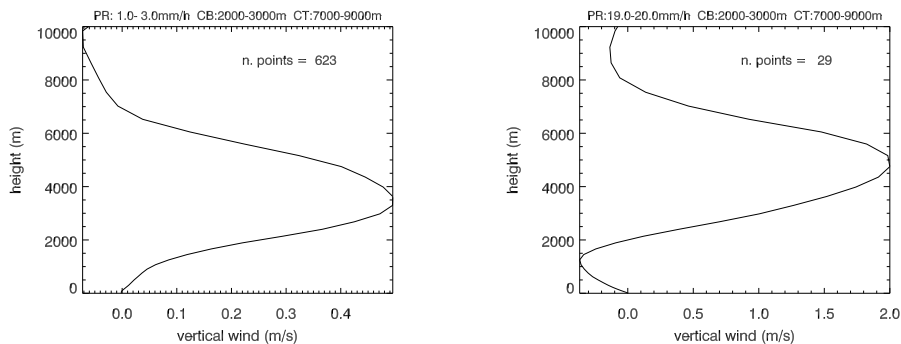 PR: 1.0- 3.0mm/h CB:2000-3000m CT:7000-9000m
n. points = 623
10000
8000
6000
4000
2000
0
height (m)
0.0 0.1 0.2 0.3 0.4
vertical wind (m/s)
PR:19.0-20.0mm/h CB:2000-3000m CT:7000-9000m
n. points = 29
10000
8000
6000
4000
2000
0
height (m)
0.0 0.5 1.0 1.5 2.0
vertical wind (m/s)